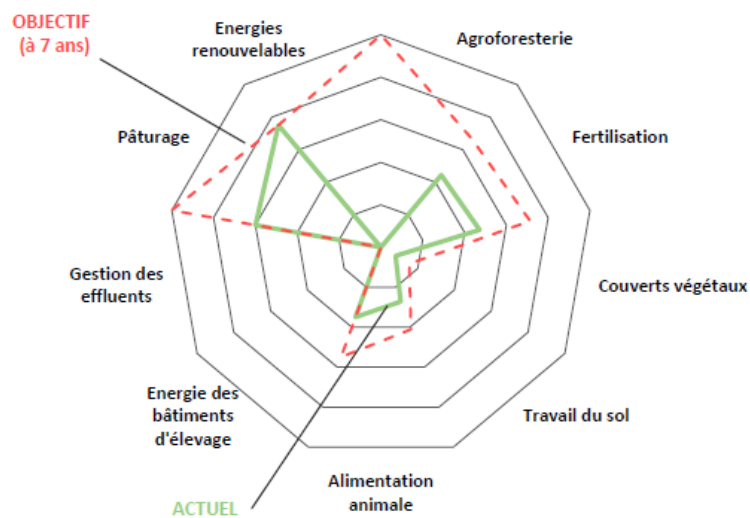 OBJECTIF
(à 7 ans)
Energies
renouvelables
Agroforesterie
Pâturage
Fertilisation
Gestion des
effluents
Couverts végétaux
Energie des
bâtiments
d'élevage
Travail du sol
Alimentation
animale
ACTUEL